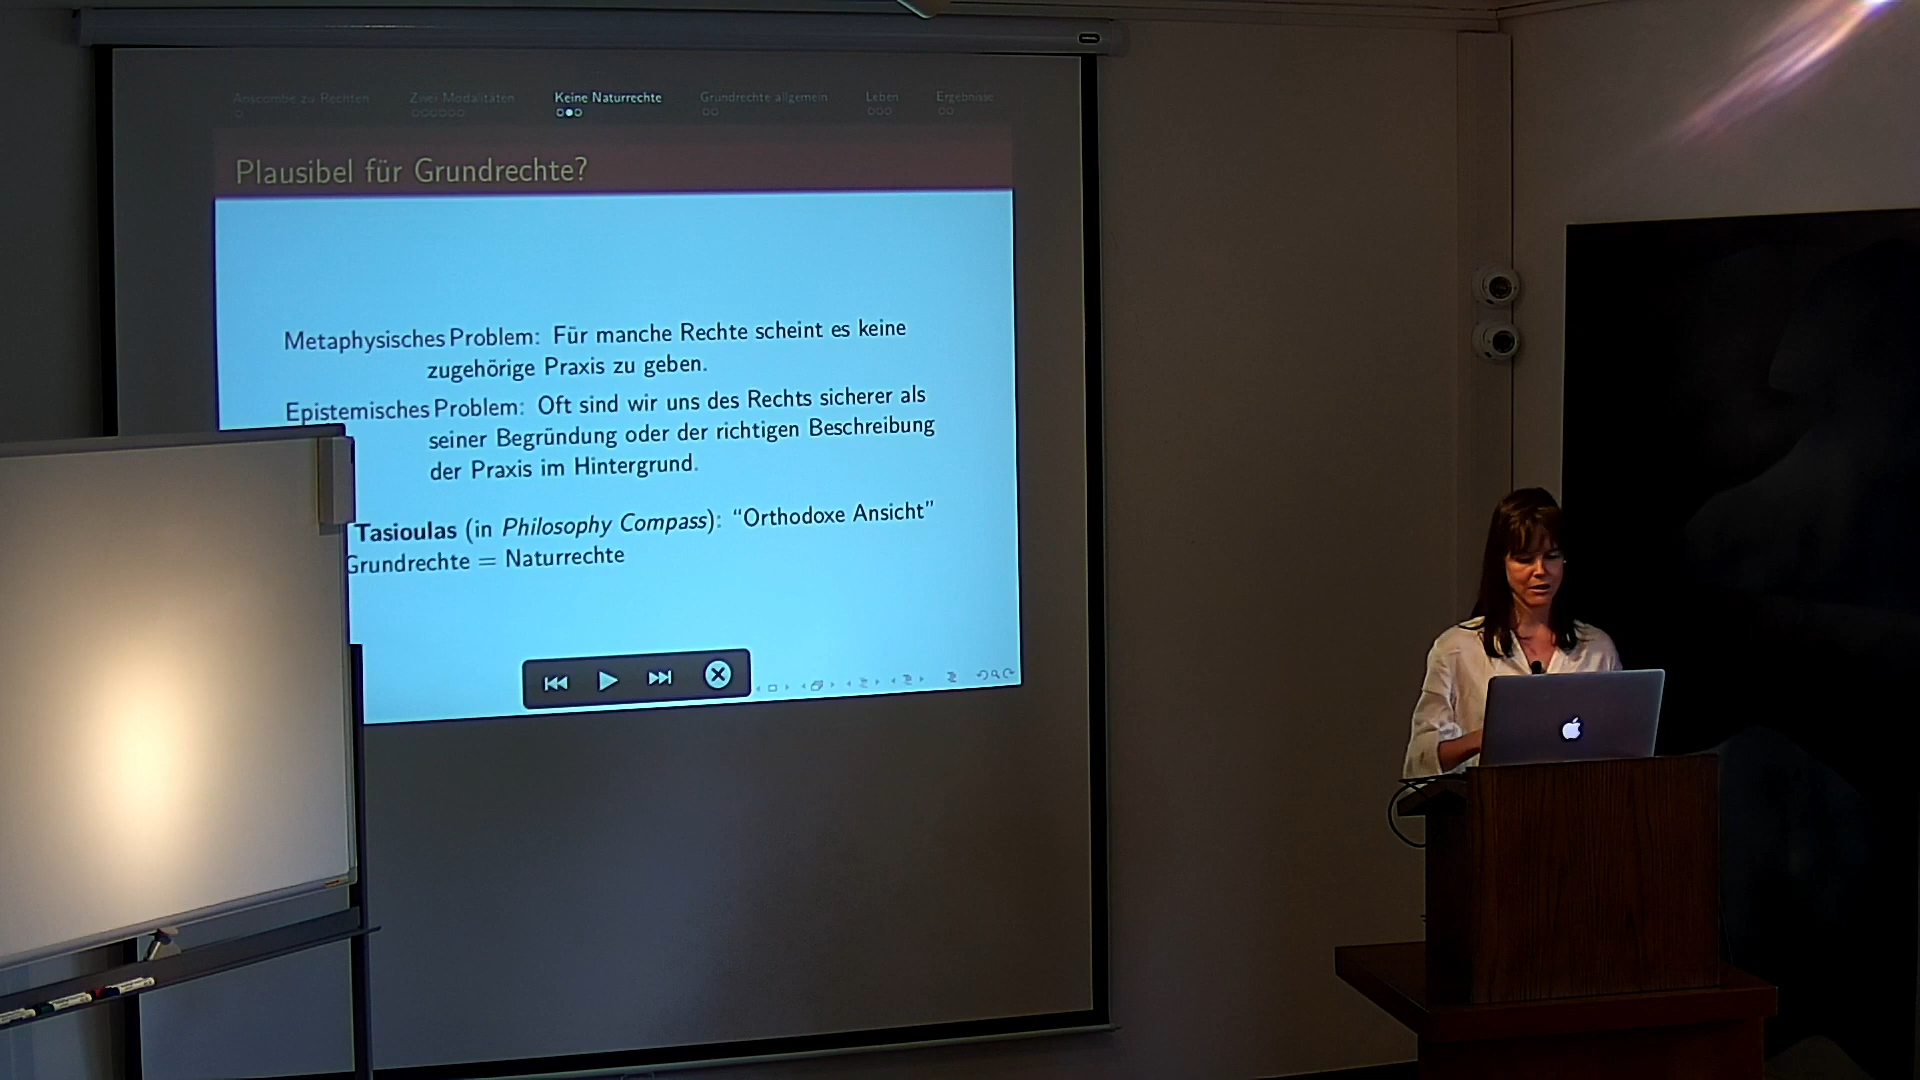 Anscombe zu Rechten Zwei Modalitäten Keine Naturrechte Grundrechte allgemein Leben Ergebnisse
Plausibel für Grundrechte?
Metaphysisches Problem: Für manche Rechte scheint es keine
zugehörige Praxis zu geben.
Epistemisches Problem: Oft sind wir uns des Rechts sicherer als
seiner Begründung oder der richtigen Beschreibung
der Praxis im Hintergrund.
Tasioulas (in Philosophy Compass): “Orthodoxe Ansicht”
Grundrechte = Naturrechte